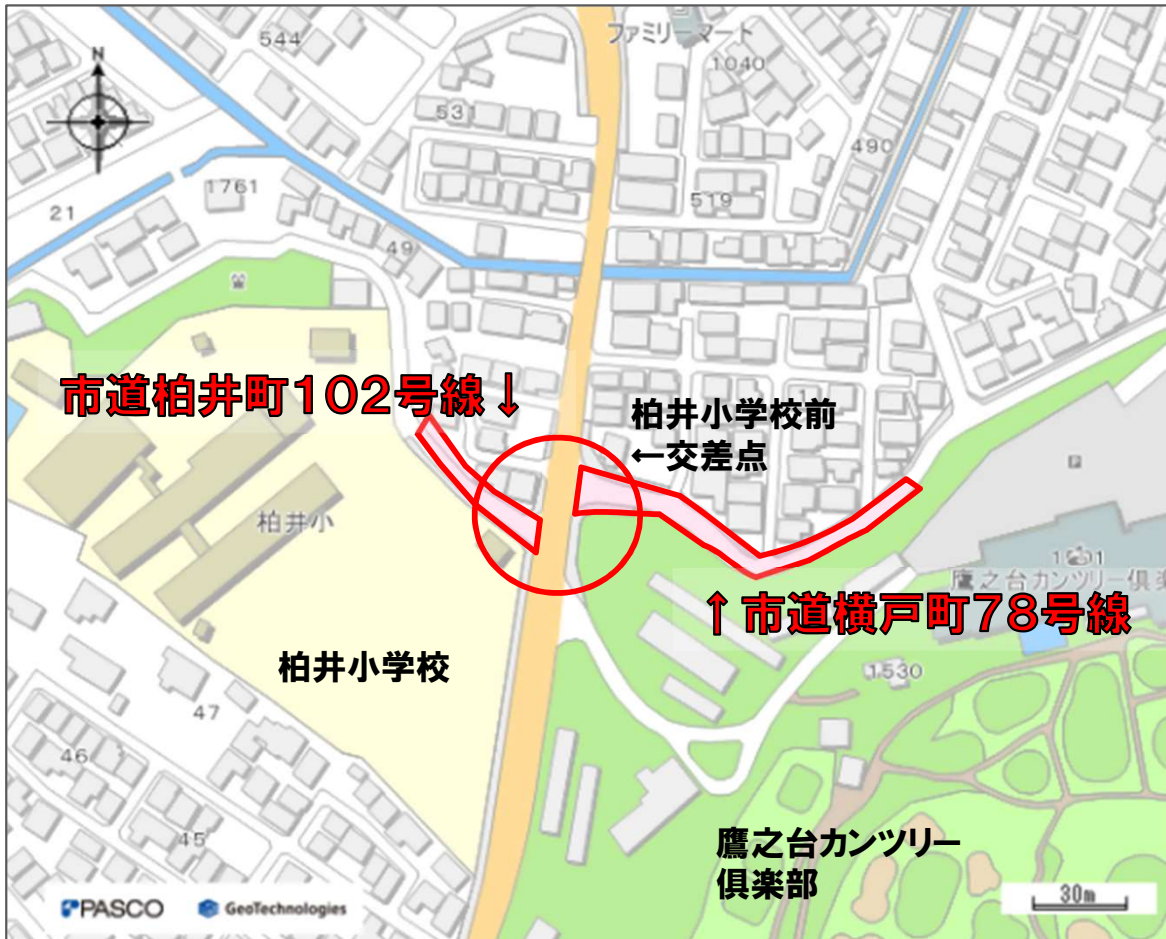 544
ファミリーマート
N
1040
531
490
1761
519
21
49
市道柏井町102号線↓
柏井小学校前
←交差点
柏井小
鷹之台カンツリー倶楽
↑市道横戸町78号線
柏井小学校
1530
47
46
45
鷹之台カンツリー
倶楽部
30m
PASCO
GeoTechnologies